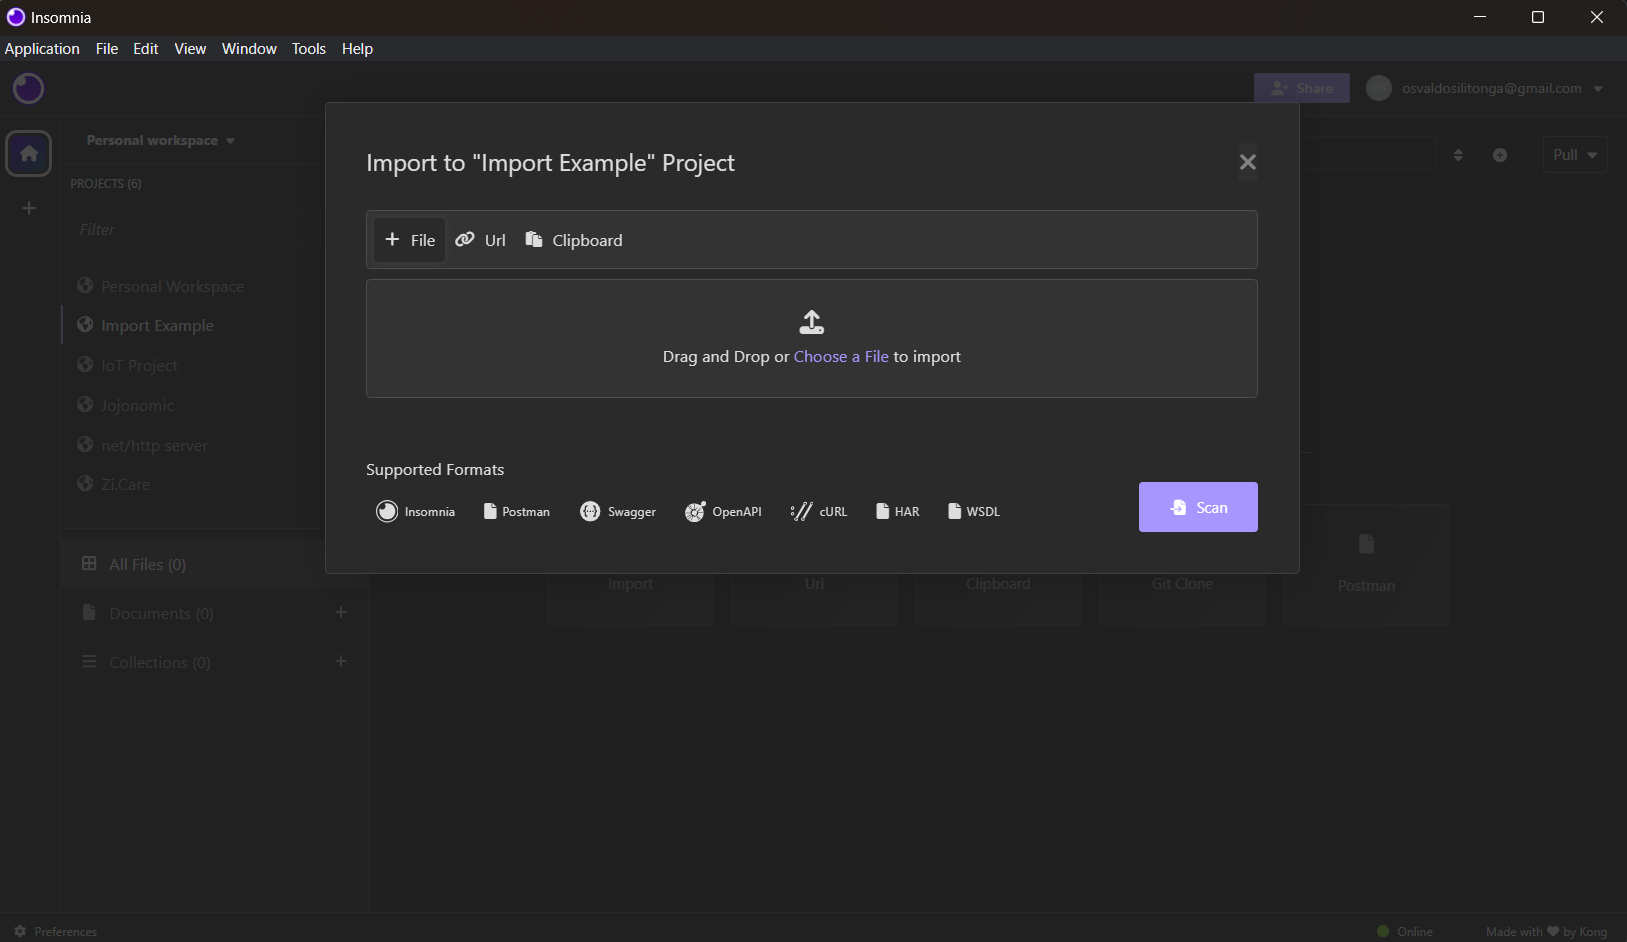 Insomnia
Application File Edit View Window Tools Help
Share osvaldosilitonga@gmail.com
Personal workspace
Pull
PROJECTS (6)
Filter
Personal Workspace
Import Example
IoT Project
Jojonomic
net/http server
Zi.Care
All Files (0)
Documents (0)
Collections (0)
Import to "Import Example" Project
File Url Clipboard
Drag and Drop or Choose a File to import
Supported Formats
Insomnia Postman Swagger OpenAPI cURL HAR WSDL
Scan
Import Url Clipboard Git Clone Postman
Preferences
Online Made with by Kong